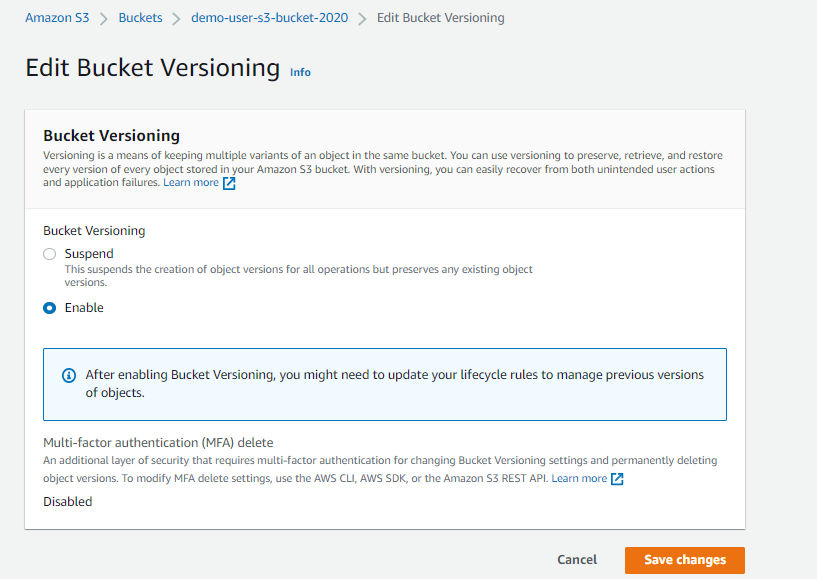 Amazon S3 > Buckets > demo-user-s3-bucket-2020 > Edit Bucket Versioning
Edit Bucket Versioning Info
Bucket Versioning
Versioning is a means of keeping multiple variants of an object in the same bucket. You can use versioning to preserve, retrieve, and restore
every version of every object stored in your Amazon S3 bucket. With versioning, you can easily recover from both unintended user actions
and application failures. Learn more
Bucket Versioning
Suspend
This suspends the creation of object versions for all operations but preserves any existing object
versions.
Enable
After enabling Bucket Versioning, you might need to update your lifecycle rules to manage previous versions
of objects.
Multi-factor authentication (MFA) delete
An additional layer of security that requires multi-factor authentication for changing Bucket Versioning settings and permanently deleting
object versions. To modify MFA delete settings, use the AWS CLI, AWS SDK, or the Amazon S3 REST API. Learn more
Disabled
Cancel Save changes